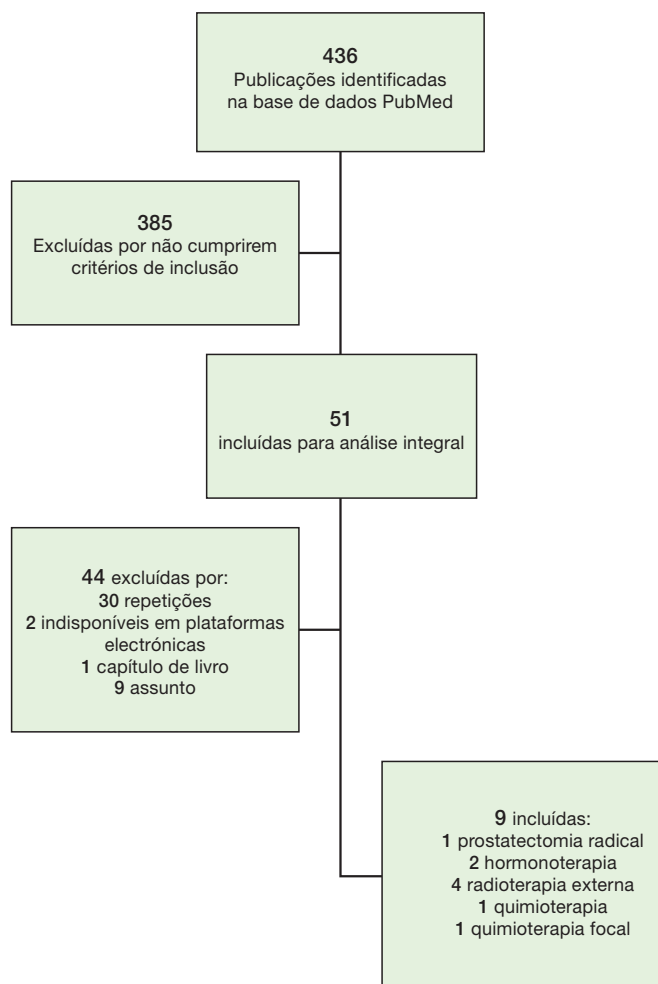 436
Publicações identificadas
na base de dados PubMed
385
Excluídas por não cumprirem
critérios de inclusão
51
incluídas para análise integral
44 excluídas por:
30 repetições
2 indisponíveis em plataformas
electrónicas
1 capítulo de livro
9 assunto
9 incluídas:
1 prostatectomia radical
2 hormonoterapia
4 radioterapia externa
1 quimioterapia
1 quimioterapia focal